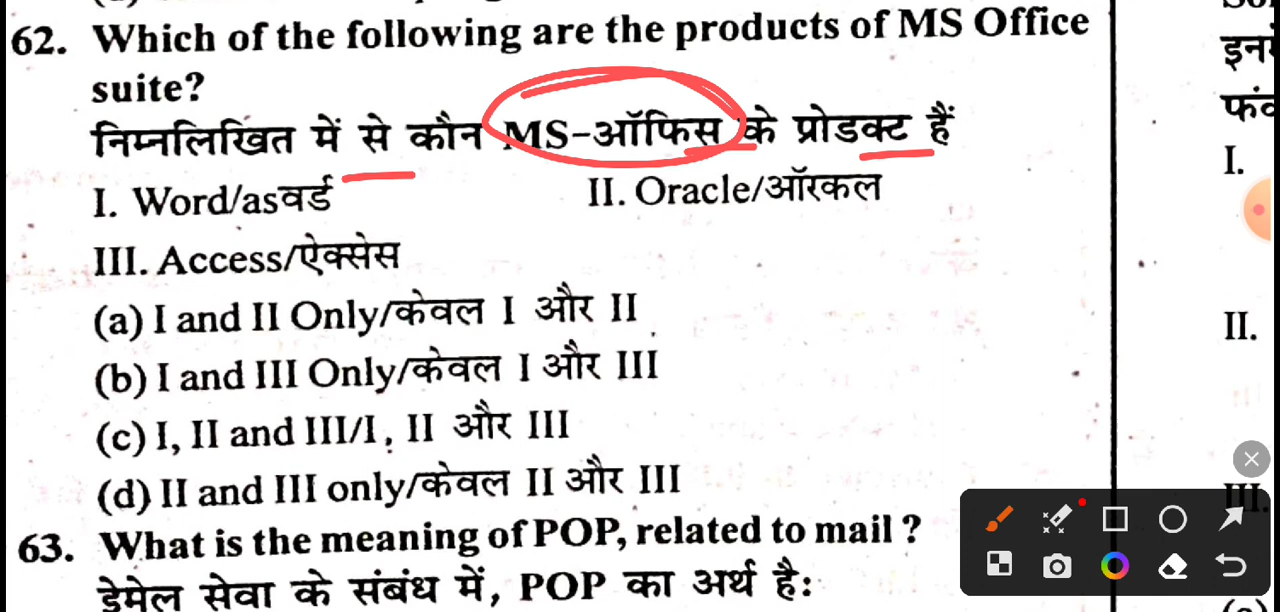 62. Which of the following are the products of MS Office
suite?
निम्नलिखित में से कौन MS-ऑफिस के प्रोडक्ट हैं
I. Word/asवर्ड II. Oracle/ऑरकल
III. Access/ऐक्सेस
(a) I and II Only/केवल I और II
(b) I and III Only/केवल I और III
(c) I, II and III/I, II और III
(d) II and III only/केवल II और III
63. What is the meaning of POP, related to mail ?
डेमेल सेवा के संबंध में, POP का अर्थ है:
I.
II.
III.